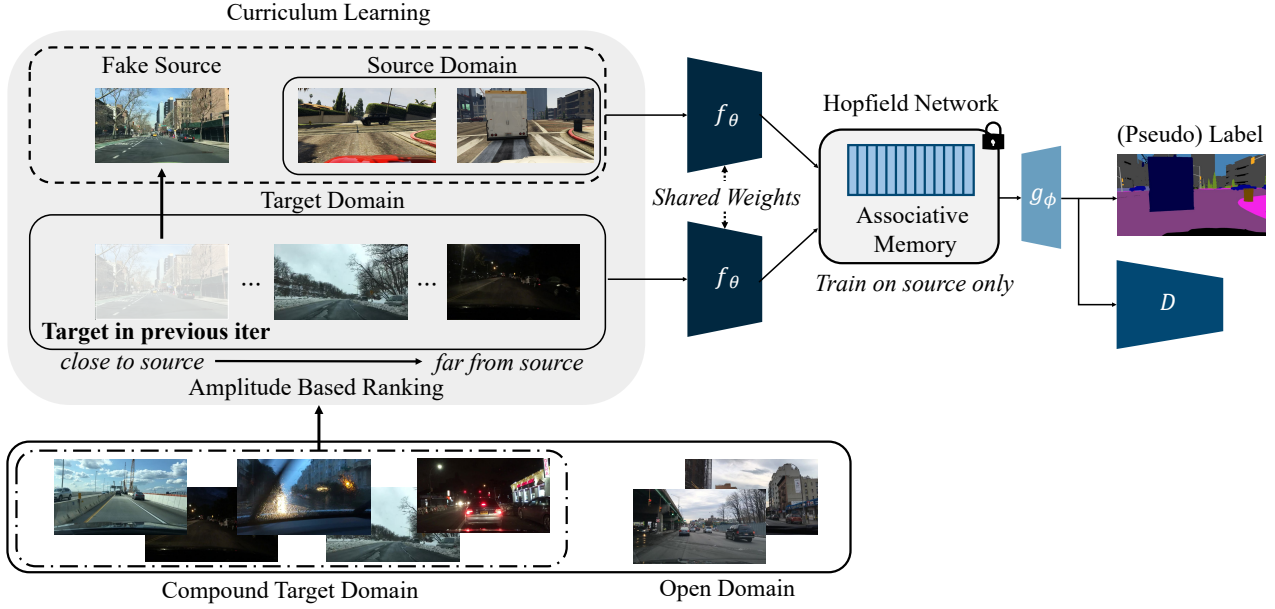 Curriculum Learning
Fake Source
Source Domain
Target Domain
...
...
Target in previous iter
close to source
far from source
Amplitude Based Ranking
Compound Target Domain
Open Domain
f_θ
Shared Weights
f_θ
Hopfield Network
Associative
Memory
Train on source only
g_ϕ
(Pseudo) Label
D